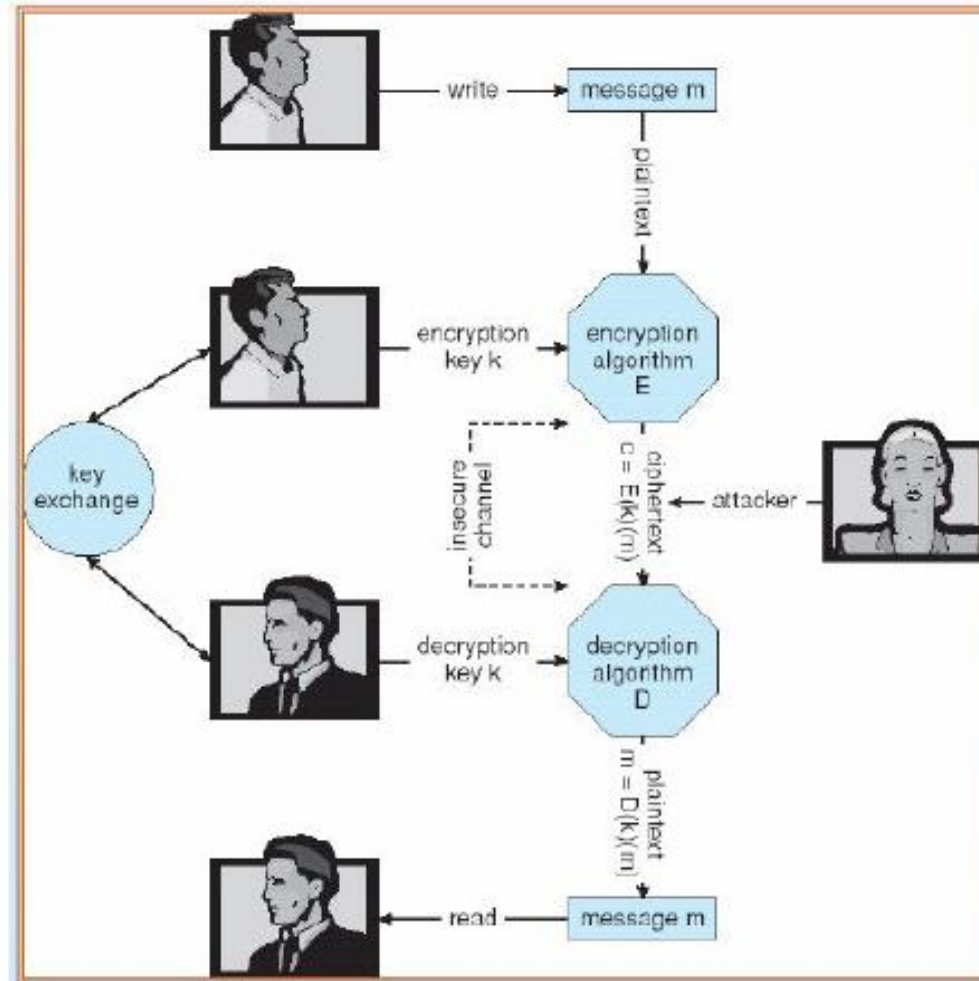 write
message m
plaintext
encryption
key k
encryption
algorithm
E
key
exchange
insecure
channel
ciphertext
c = E(k)(m)
attacker
decryption
key k
decryption
algorithm
D
plaintext
m = D(k)(m)
read
message m